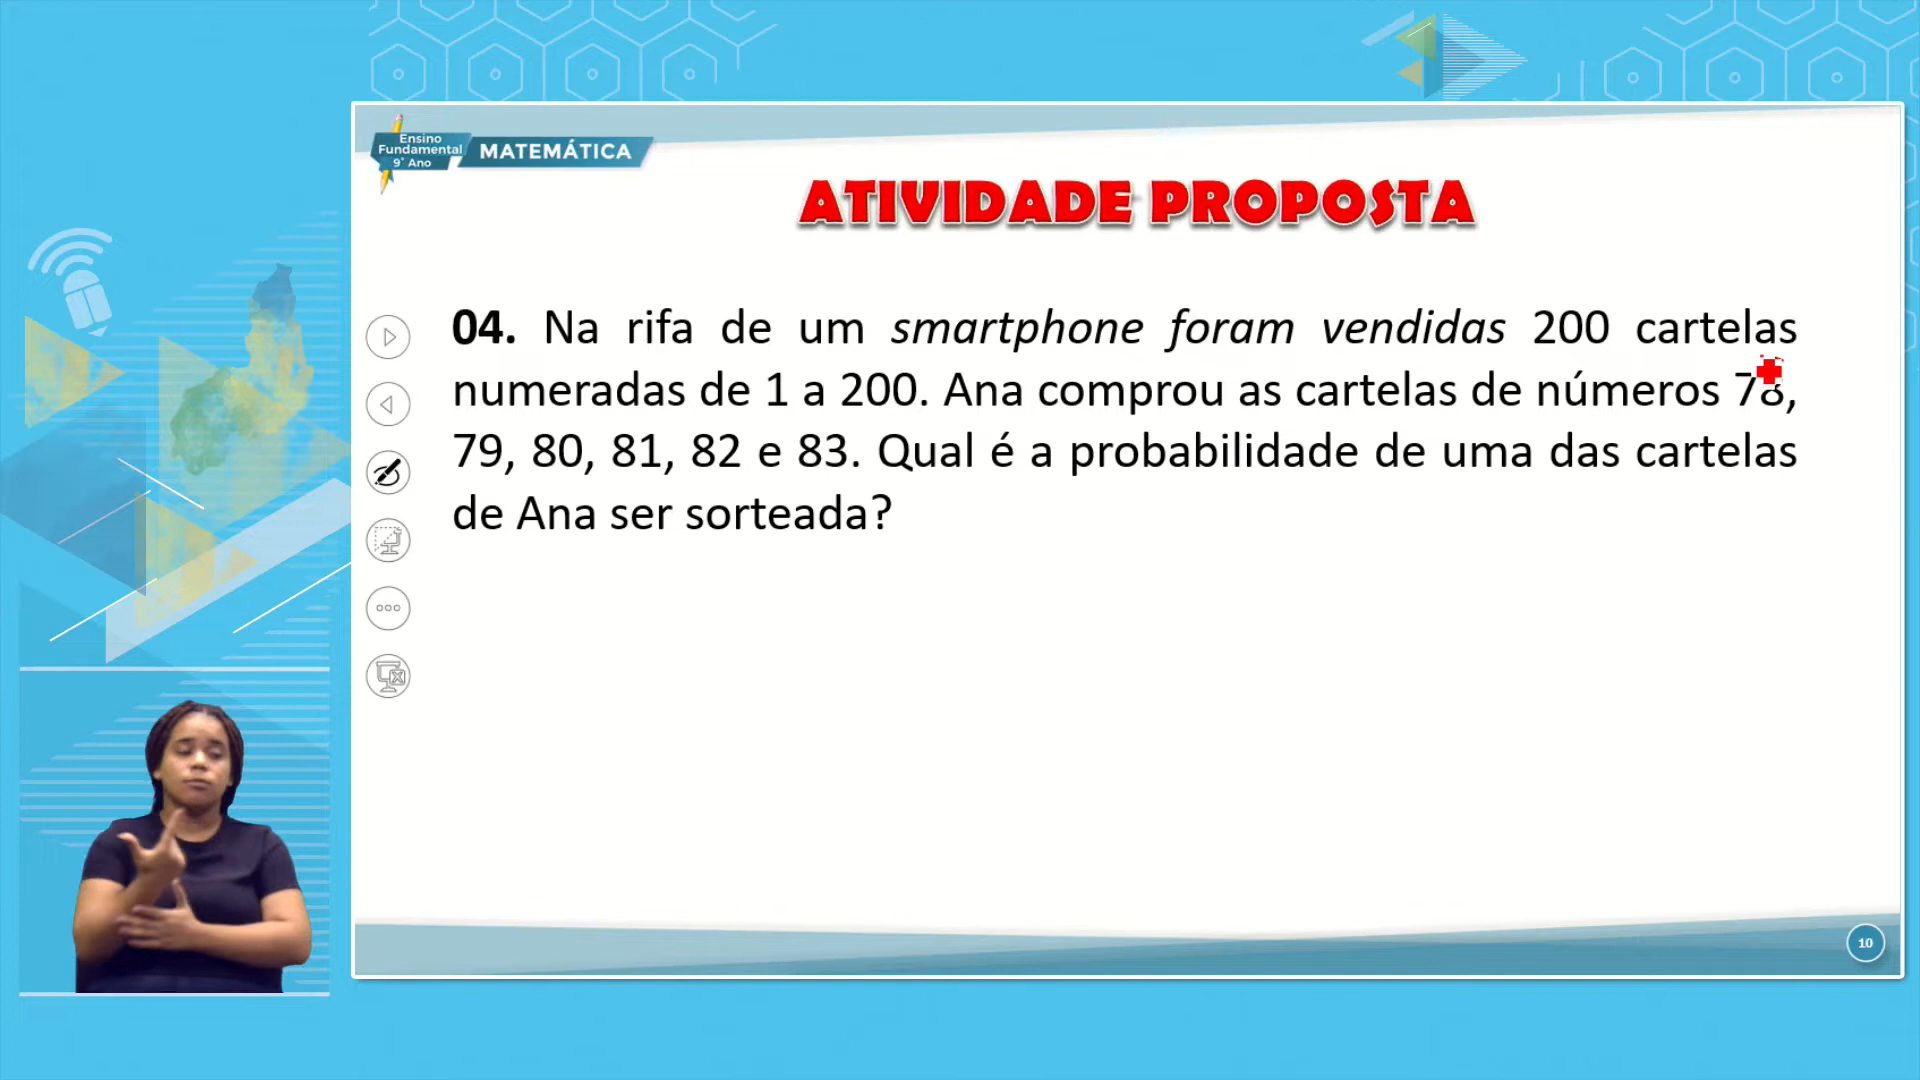 Ensino
Fundamental
9° Ano
MATEMÁTICA
ATIVIDADE PROPOSTA
04. Na rifa de um smartphone foram vendidas 200 cartelas
numeradas de 1 a 200. Ana comprou as cartelas de números 78,
79, 80, 81, 82 e 83. Qual é a probabilidade de uma das cartelas
de Ana ser sorteada?
10